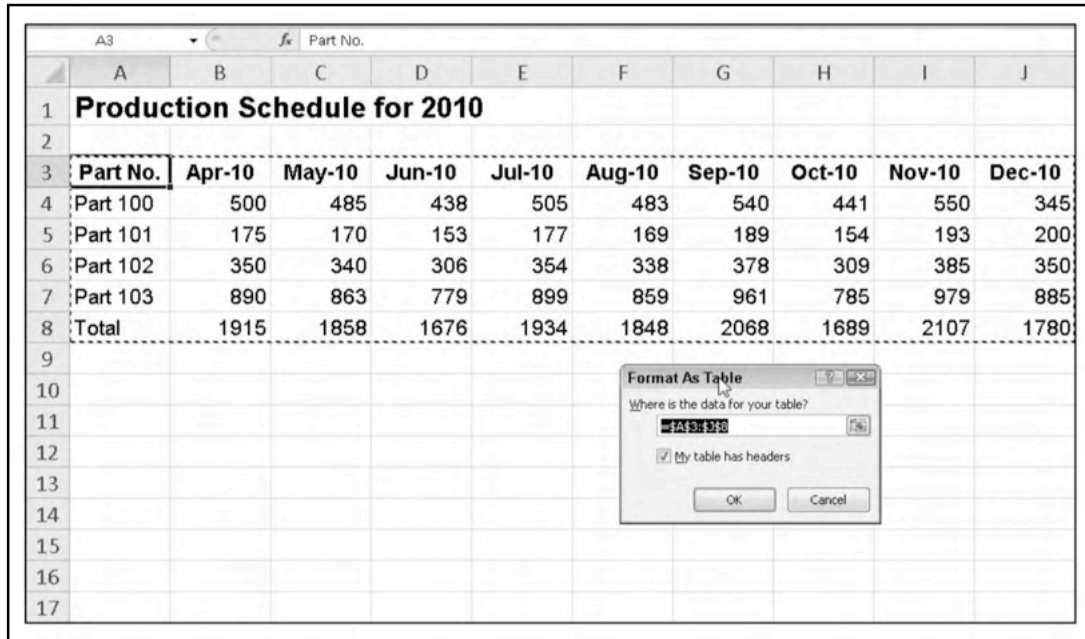 A3 fx Part No.
A B C D E F G H I J
1 Production Schedule for 2010
2
3 Part No. Apr-10 May-10 Jun-10 Jul-10 Aug-10 Sep-10 Oct-10 Nov-10 Dec-10
4 Part 100 500 485 438 505 483 540 441 550 345
5 Part 101 175 170 153 177 169 189 154 193 200
6 Part 102 350 340 306 354 338 378 309 385 350
7 Part 103 890 863 779 899 859 961 785 979 885
8 Total 1915 1858 1676 1934 1848 2068 1689 2107 1780
9
10
11
12
13
14
15
16
17
Format As Table ?
Where is the data for your table?
=$A$3:$J$8
My table has headers
OK Cancel